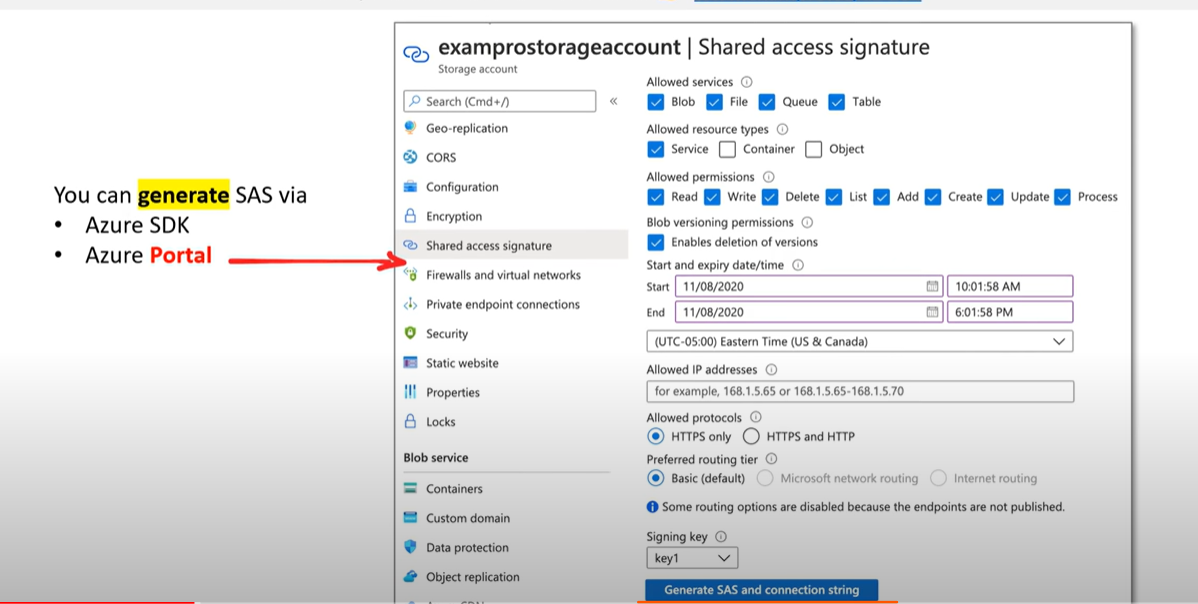 You can generate SAS via
• Azure SDK
• Azure Portal
examprostorageaccount | Shared access signature
Storage account
Search (Cmd+/)
«
Geo-replication
CORS
Configuration
Encryption
Shared access signature
Firewalls and virtual networks
Private endpoint connections
Security
Static website
Properties
Locks
Blob service
Containers
Custom domain
Data protection
Object replication
Allowed services
Blob File Queue Table
Allowed resource types
Service Container Object
Allowed permissions
Read Write Delete List Add Create Update Process
Blob versioning permissions
Enables deletion of versions
Start and expiry date/time
Start 11/08/2020 10:01:58 AM
End 11/08/2020 6:01:58 PM
(UTC-05:00) Eastern Time (US & Canada)
Allowed IP addresses
for example, 168.1.5.65 or 168.1.5.65-168.1.5.70
Allowed protocols
HTTPS only HTTPS and HTTP
Preferred routing tier
Basic (default) Microsoft network routing Internet routing
Some routing options are disabled because the endpoints are not published.
Signing key
key1
Generate SAS and connection string